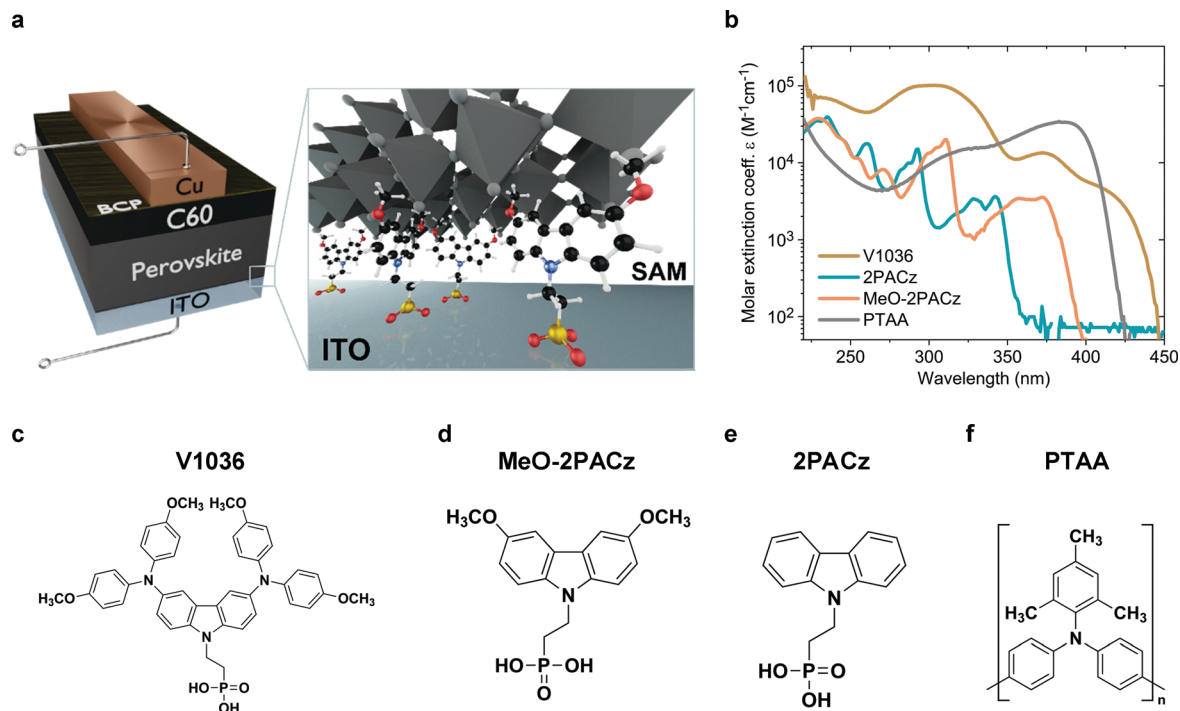 a
Cu
BCP
C60
Perovskite
ITO
SAM
ITO
b
Molar extinction coeff. ε (M⁻¹cm⁻¹)
10⁵
10⁴
10³
10²
V1036
2PACz
MeO-2PACz
PTAA
250 300 350 400 450
Wavelength (nm)
c
V1036
OCH₃ H₃CO
N N
H₃CO OCH₃
N
HO-P=O
OH
d
MeO-2PACz
H₃CO OCH₃
N
HO-P-OH
O
e
2PACz
N
HO-P=O
OH
f
PTAA
CH₃
H₃C CH₃
N
n